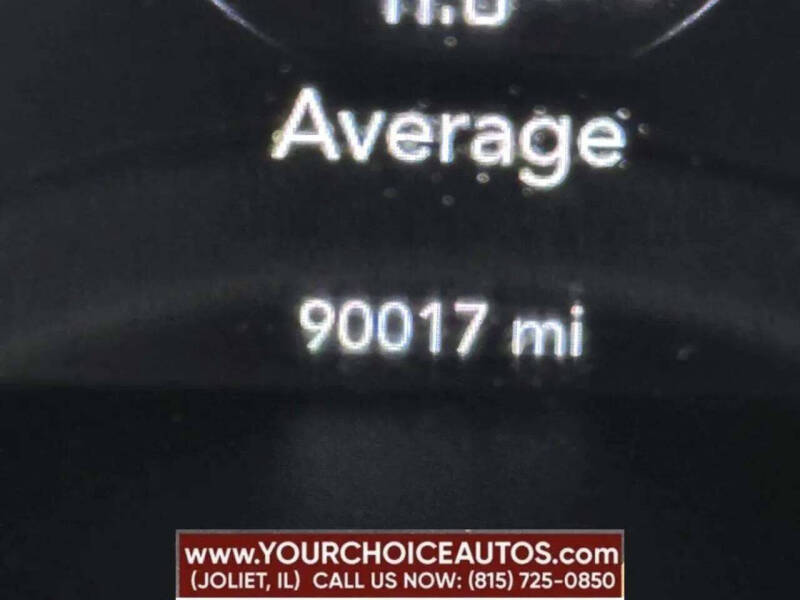 Average
90017 mi
www.YOURCHOICEAUTOS.com
(JOLIET, IL) CALL US NOW: (815) 725-0850